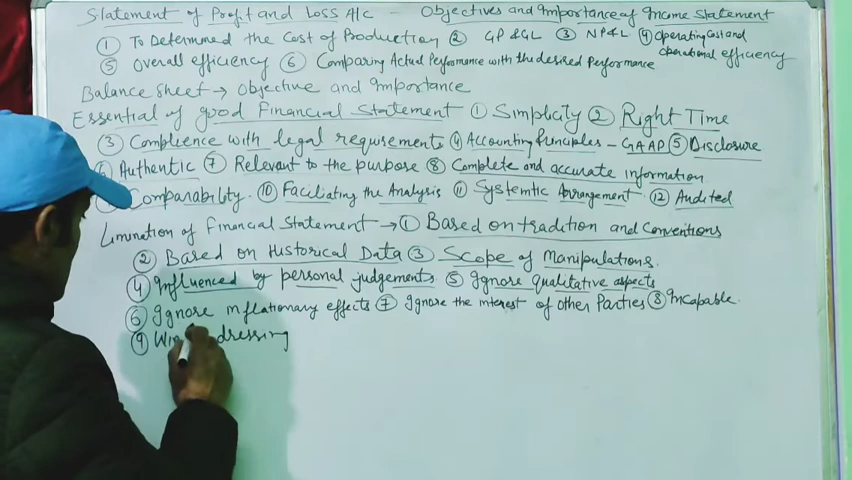 Statement of Profit and Loss A/c - Objectives and Importance of Income Statement
① To Determined the Cost of Production ② GP & GL ③ NP & L ④ Operating Cost and operational efficiency
⑤ Overall efficiency ⑥ Comparing Actual Performance with the desired Performance
Balance Sheet → Objective and Importance
Essential of good Financial Statement ① Simplicity ② Right Time
③ Complience with legal requirements ④ Accounting Principles - GAAP ⑤ Disclosure
Authentic ⑦ Relevant to the purpose ⑧ Complete and accurate information.
Comparability. ⑩ Faciliating the Analysis ⑪ Systemtic Arrangement ⑫ Audited
of Financial Statement → ① Based on tradition and Conventions
② Based on Historical Data ③ Scope of Manipulations.
④ Influenced by personal judgements ⑤ Ignore Qualitative aspects
⑥ Ignore inflationary effects ⑦ Ignore the interest of Other Parties ⑧ Incapable.
⑨ dressing